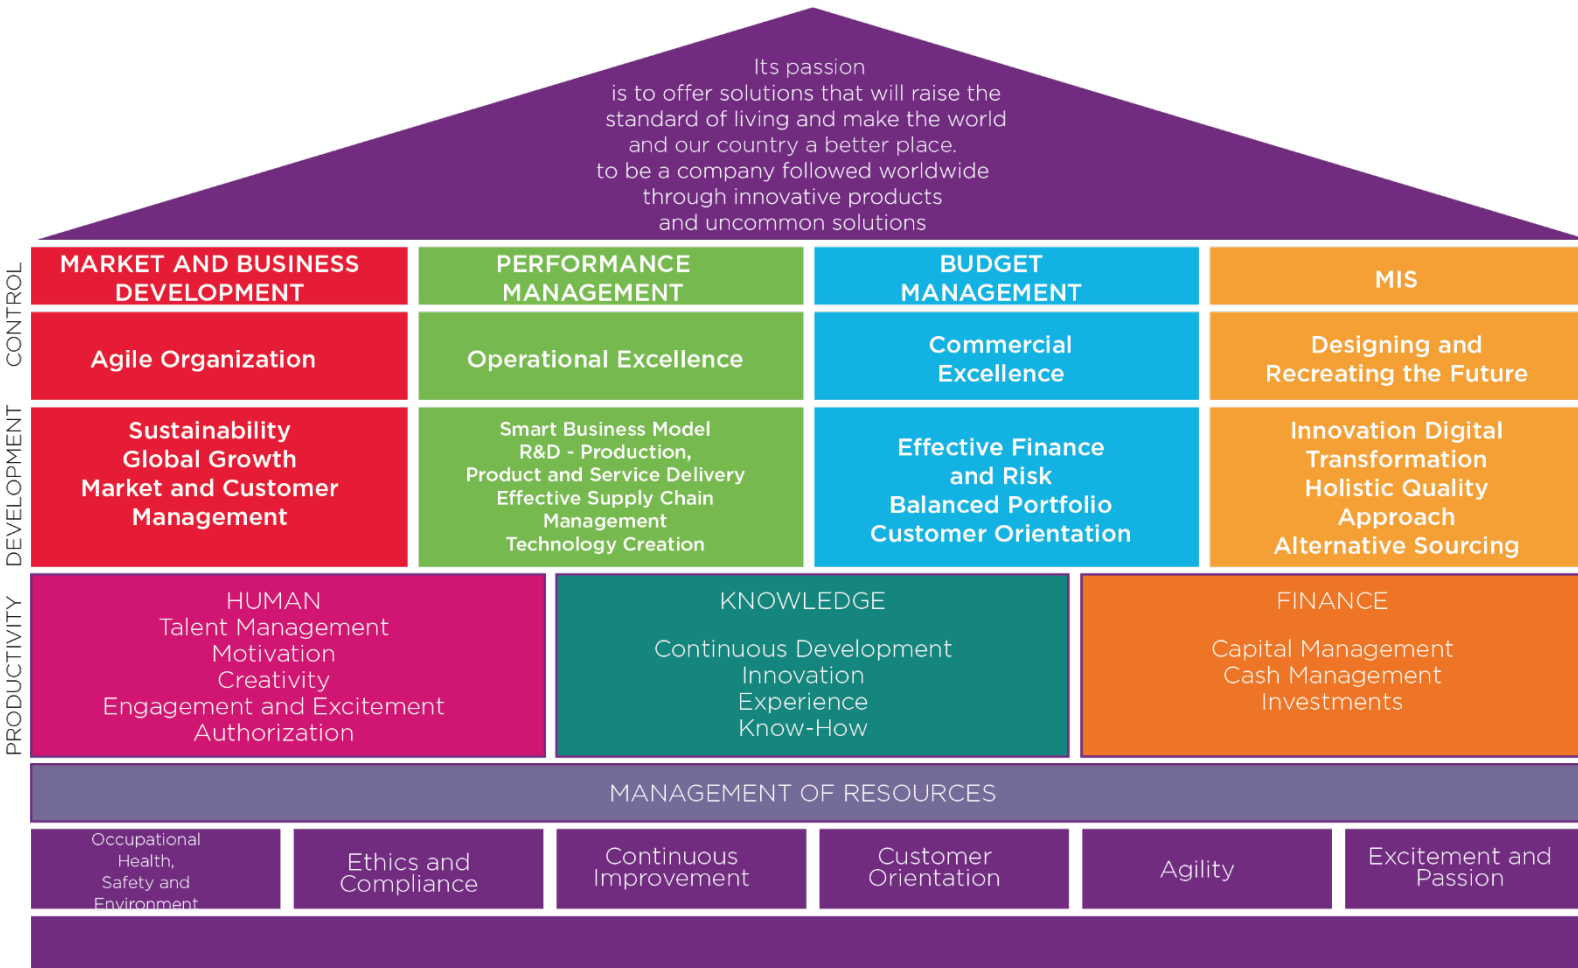 Its passion
is to offer solutions that will raise the
standard of living and make the world
and our country a better place.
to be a company followed worldwide
through innovative products
and uncommon solutions
CONTROL
MARKET AND BUSINESS
DEVELOPMENT
PERFORMANCE
MANAGEMENT
BUDGET
MANAGEMENT
MIS
Agile Organization
Operational Excellence
Commercial
Excellence
Designing and
Recreating the Future
DEVELOPMENT
Sustainability
Global Growth
Market and Customer
Management
Smart Business Model
R&D - Production,
Product and Service Delivery
Effective Supply Chain
Management
Technology Creation
Effective Finance
and Risk
Balanced Portfolio
Customer Orientation
Innovation Digital
Transformation
Holistic Quality
Approach
Alternative Sourcing
PRODUCTIVITY
HUMAN
Talent Management
Motivation
Creativity
Engagement and Excitement
Authorization
KNOWLEDGE
Continuous Development
Innovation
Experience
Know-How
FINANCE
Capital Management
Cash Management
Investments
MANAGEMENT OF RESOURCES
Occupational
Health,
Safety and
Environment
Ethics and
Compliance
Continuous
Improvement
Customer
Orientation
Agility
Excitement and
Passion